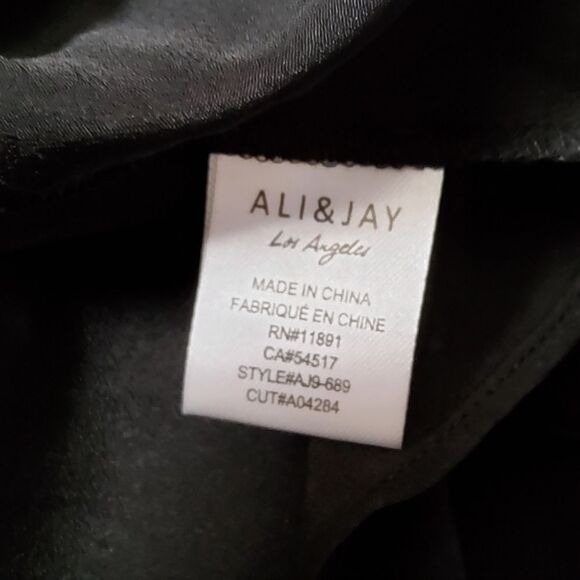 ALI&JAY
Los Angeles
MADE IN CHINA
FABRIQUÉ EN CHINE
RN#11891
CA#54517
STYLE#AJ9-689
CUT#A04284